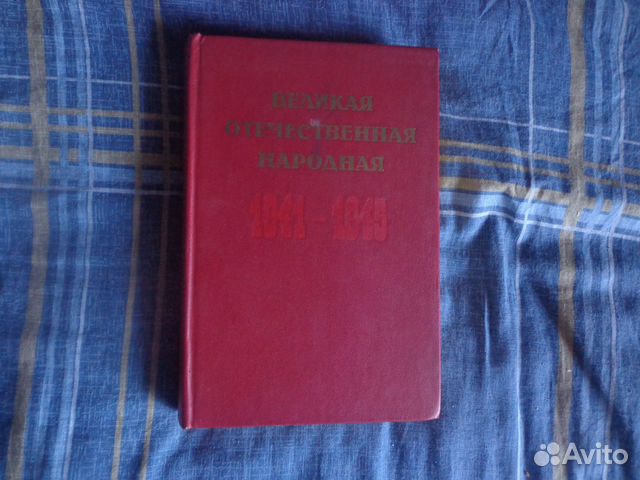 ВЕЛИКАЯ
ОТЕЧЕСТВЕННАЯ
НАРОДНАЯ
1941-1945
Avito